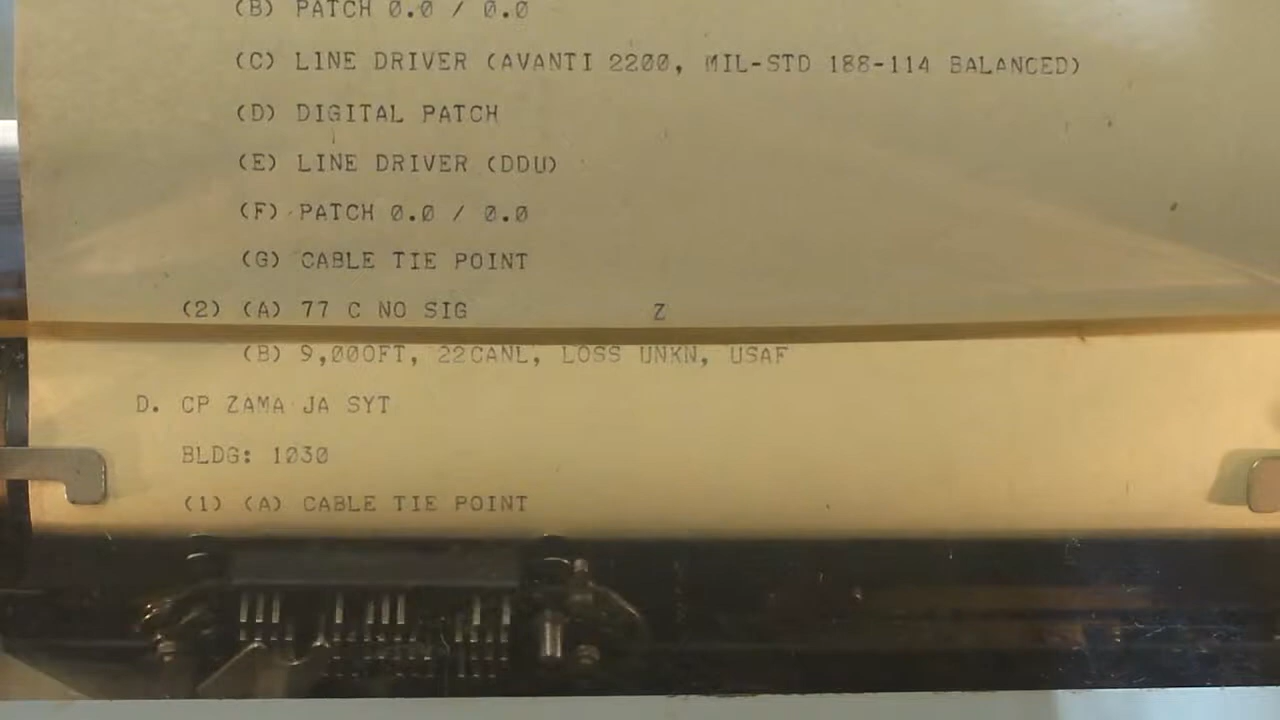 (B) PATCH 0.0 / 0.0
(C) LINE DRIVER (AVANTI 2200, MIL-STD 188-114 BALANCED)
(D) DIGITAL PATCH
(E) LINE DRIVER (DDU)
(F) PATCH 0.0 / 0.0
(G) CABLE TIE POINT
(2) (A) 77 C NO SIG Z
(B) 9,000FT, 22CANL, LOSS UNKN, USAF
D. CP ZAMA JA SYT
BLDG: 1030
(1) (A) CABLE TIE POINT